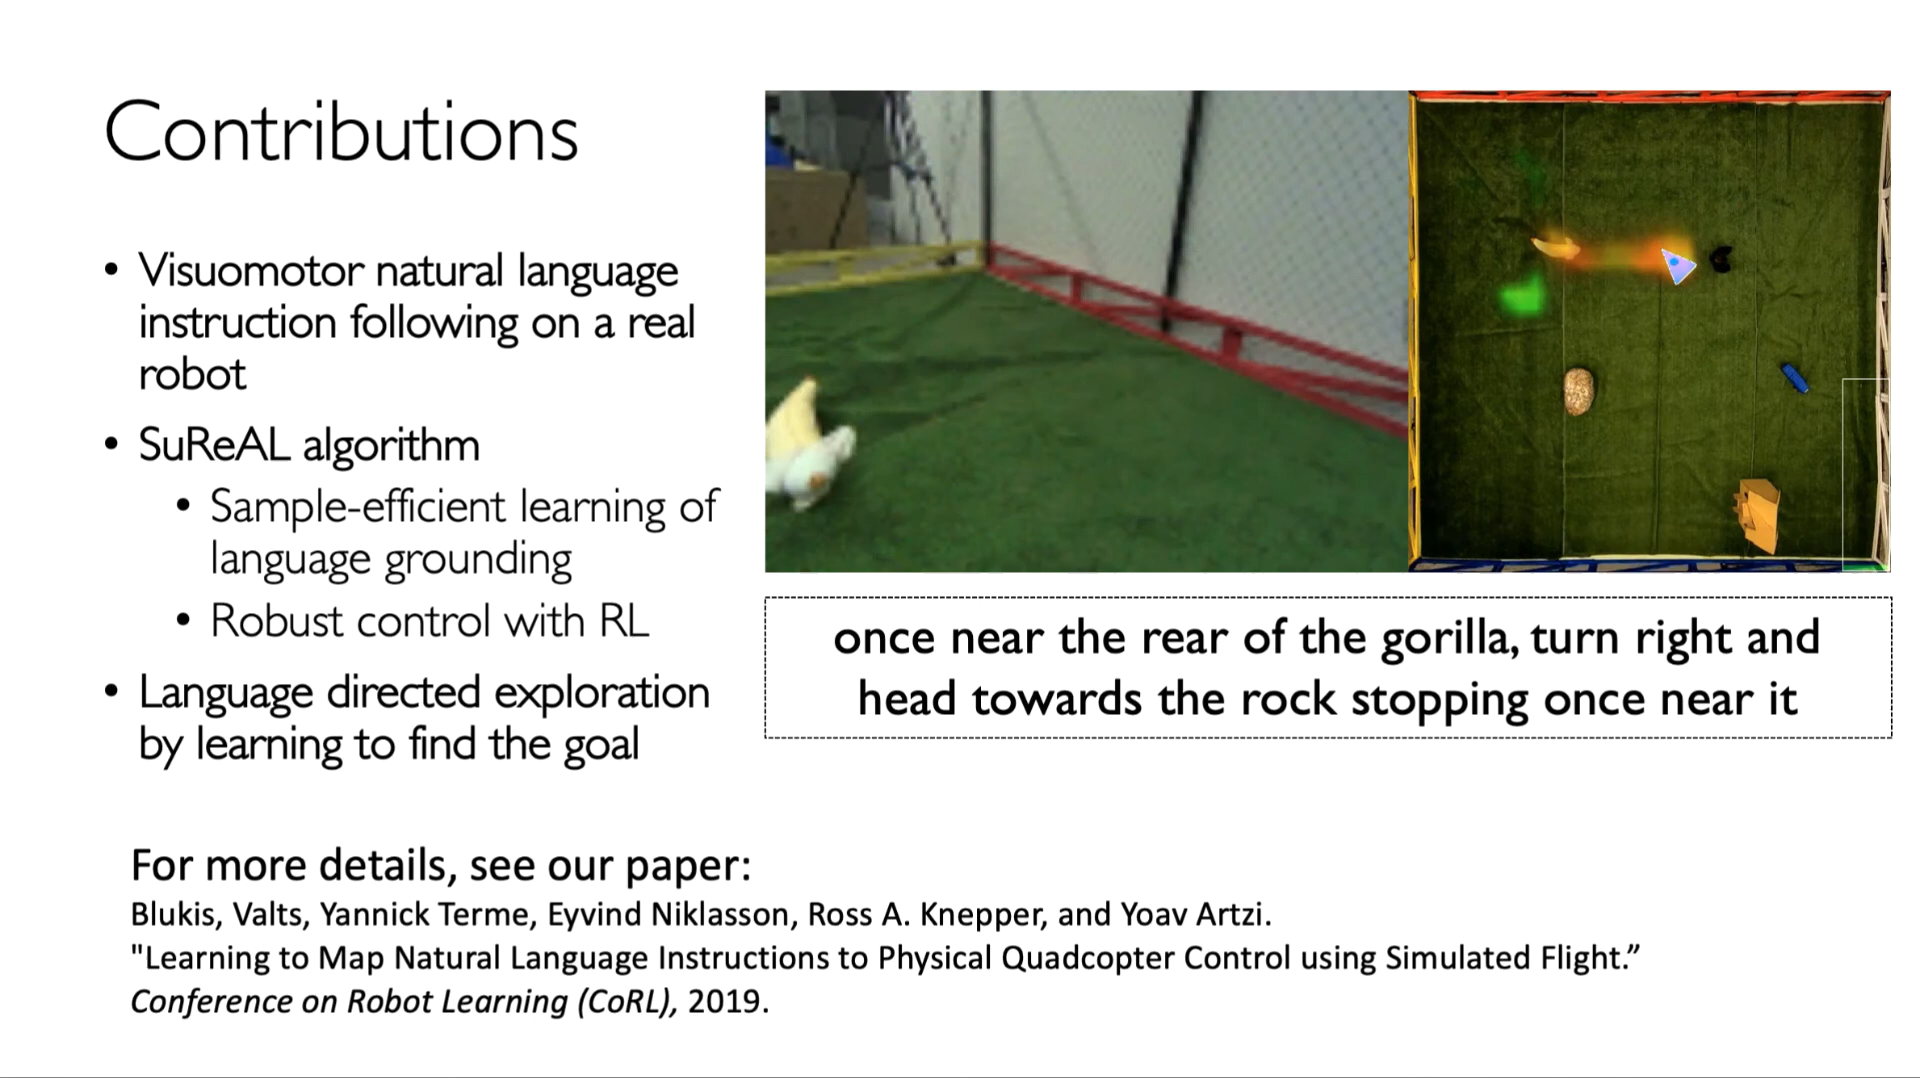 Contributions
• Visuomotor natural language
instruction following on a real
robot
• SuReAL algorithm
• Sample-efficient learning of
language grounding
• Robust control with RL
• Language directed exploration
by learning to find the goal
once near the rear of the gorilla, turn right and
head towards the rock stopping once near it
For more details, see our paper:
Blukis, Valts, Yannick Terme, Eyvind Niklasson, Ross A. Knepper, and Yoav Artzi.
"Learning to Map Natural Language Instructions to Physical Quadcopter Control using Simulated Flight.”
Conference on Robot Learning (CoRL), 2019.